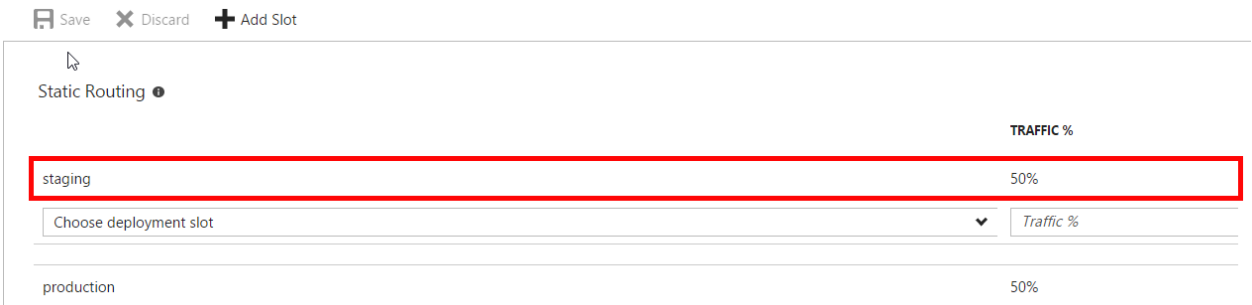 Save Discard Add Slot
Static Routing
TRAFFIC %
staging 50%
Choose deployment slot Traffic %
production 50%